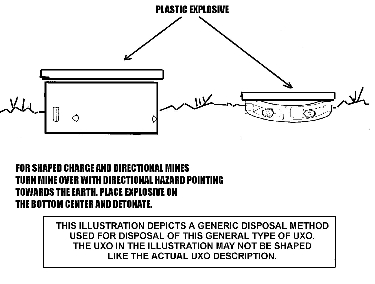 PLASTIC EXPLOSIVE
FOR SHAPED CHARGE AND DIRECTIONAL MINES
TURN MINE OVER WITH DIRECTIONAL HAZARD POINTING
TOWARDS THE EARTH. PLACE EXPLOSIVE ON
THE BOTTOM CENTER AND DETONATE.
THIS ILLUSTRATION DEPICTS A GENERIC DISPOSAL METHOD
USED FOR DISPOSAL OF THIS GENERAL TYPE OF UXO.
THE UXO IN THE ILLUSTRATION MAY NOT BE SHAPED
LIKE THE ACTUAL UXO DESCRIPTION.